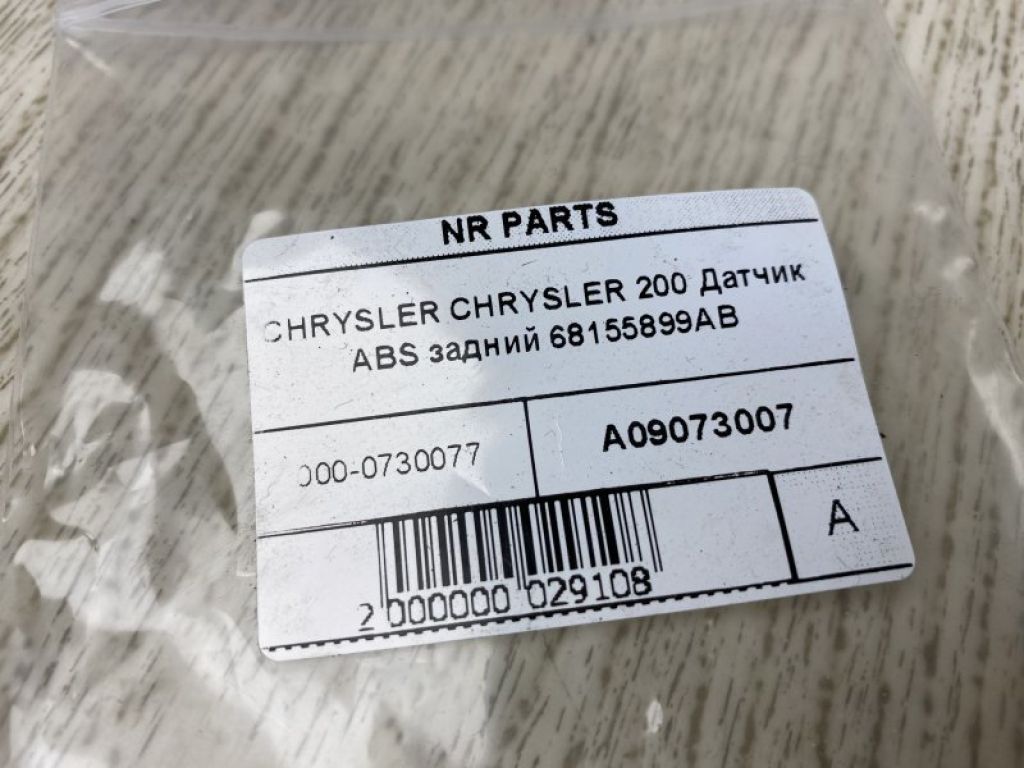 NR PARTS
CHRYSLER CHRYSLER 200 Датчик
ABS задний 68155899AB
000-0730077
A09073007
A
2 000000 029108